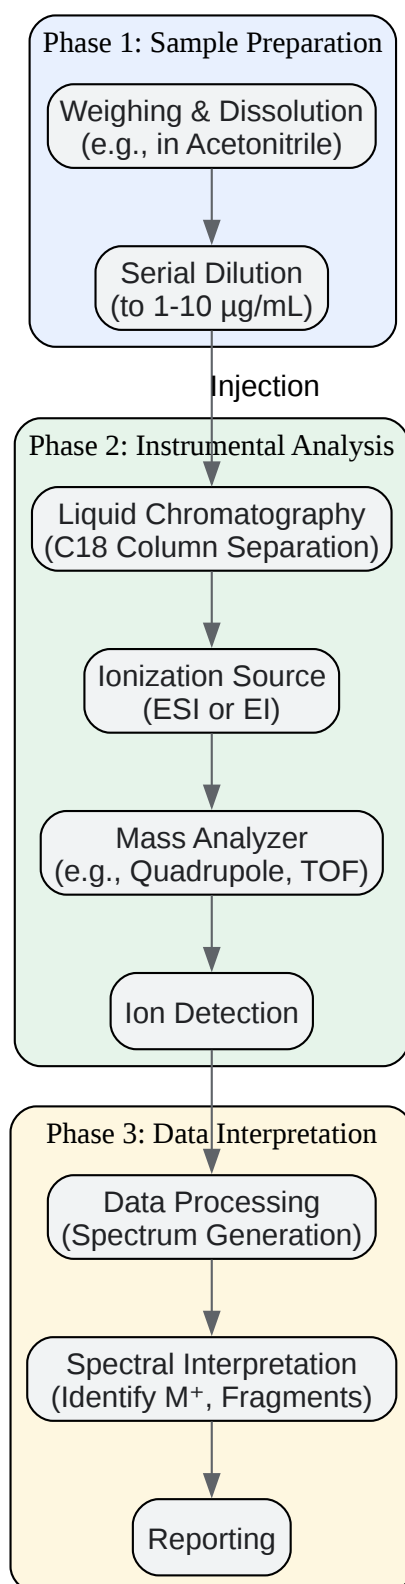 Phase 1: Sample Preparation
Weighing & Dissolution
(e.g., in Acetonitrile)
Serial Dilution
(to 1-10 µg/mL)
Injection
Phase 2: Instrumental Analysis
Liquid Chromatography
(C18 Column Separation)
Ionization Source
(ESI or EI)
Mass Analyzer
(e.g., Quadrupole, TOF)
Ion Detection
Phase 3: Data Interpretation
Data Processing
(Spectrum Generation)
Spectral Interpretation
(Identify M⁺, Fragments)
Reporting